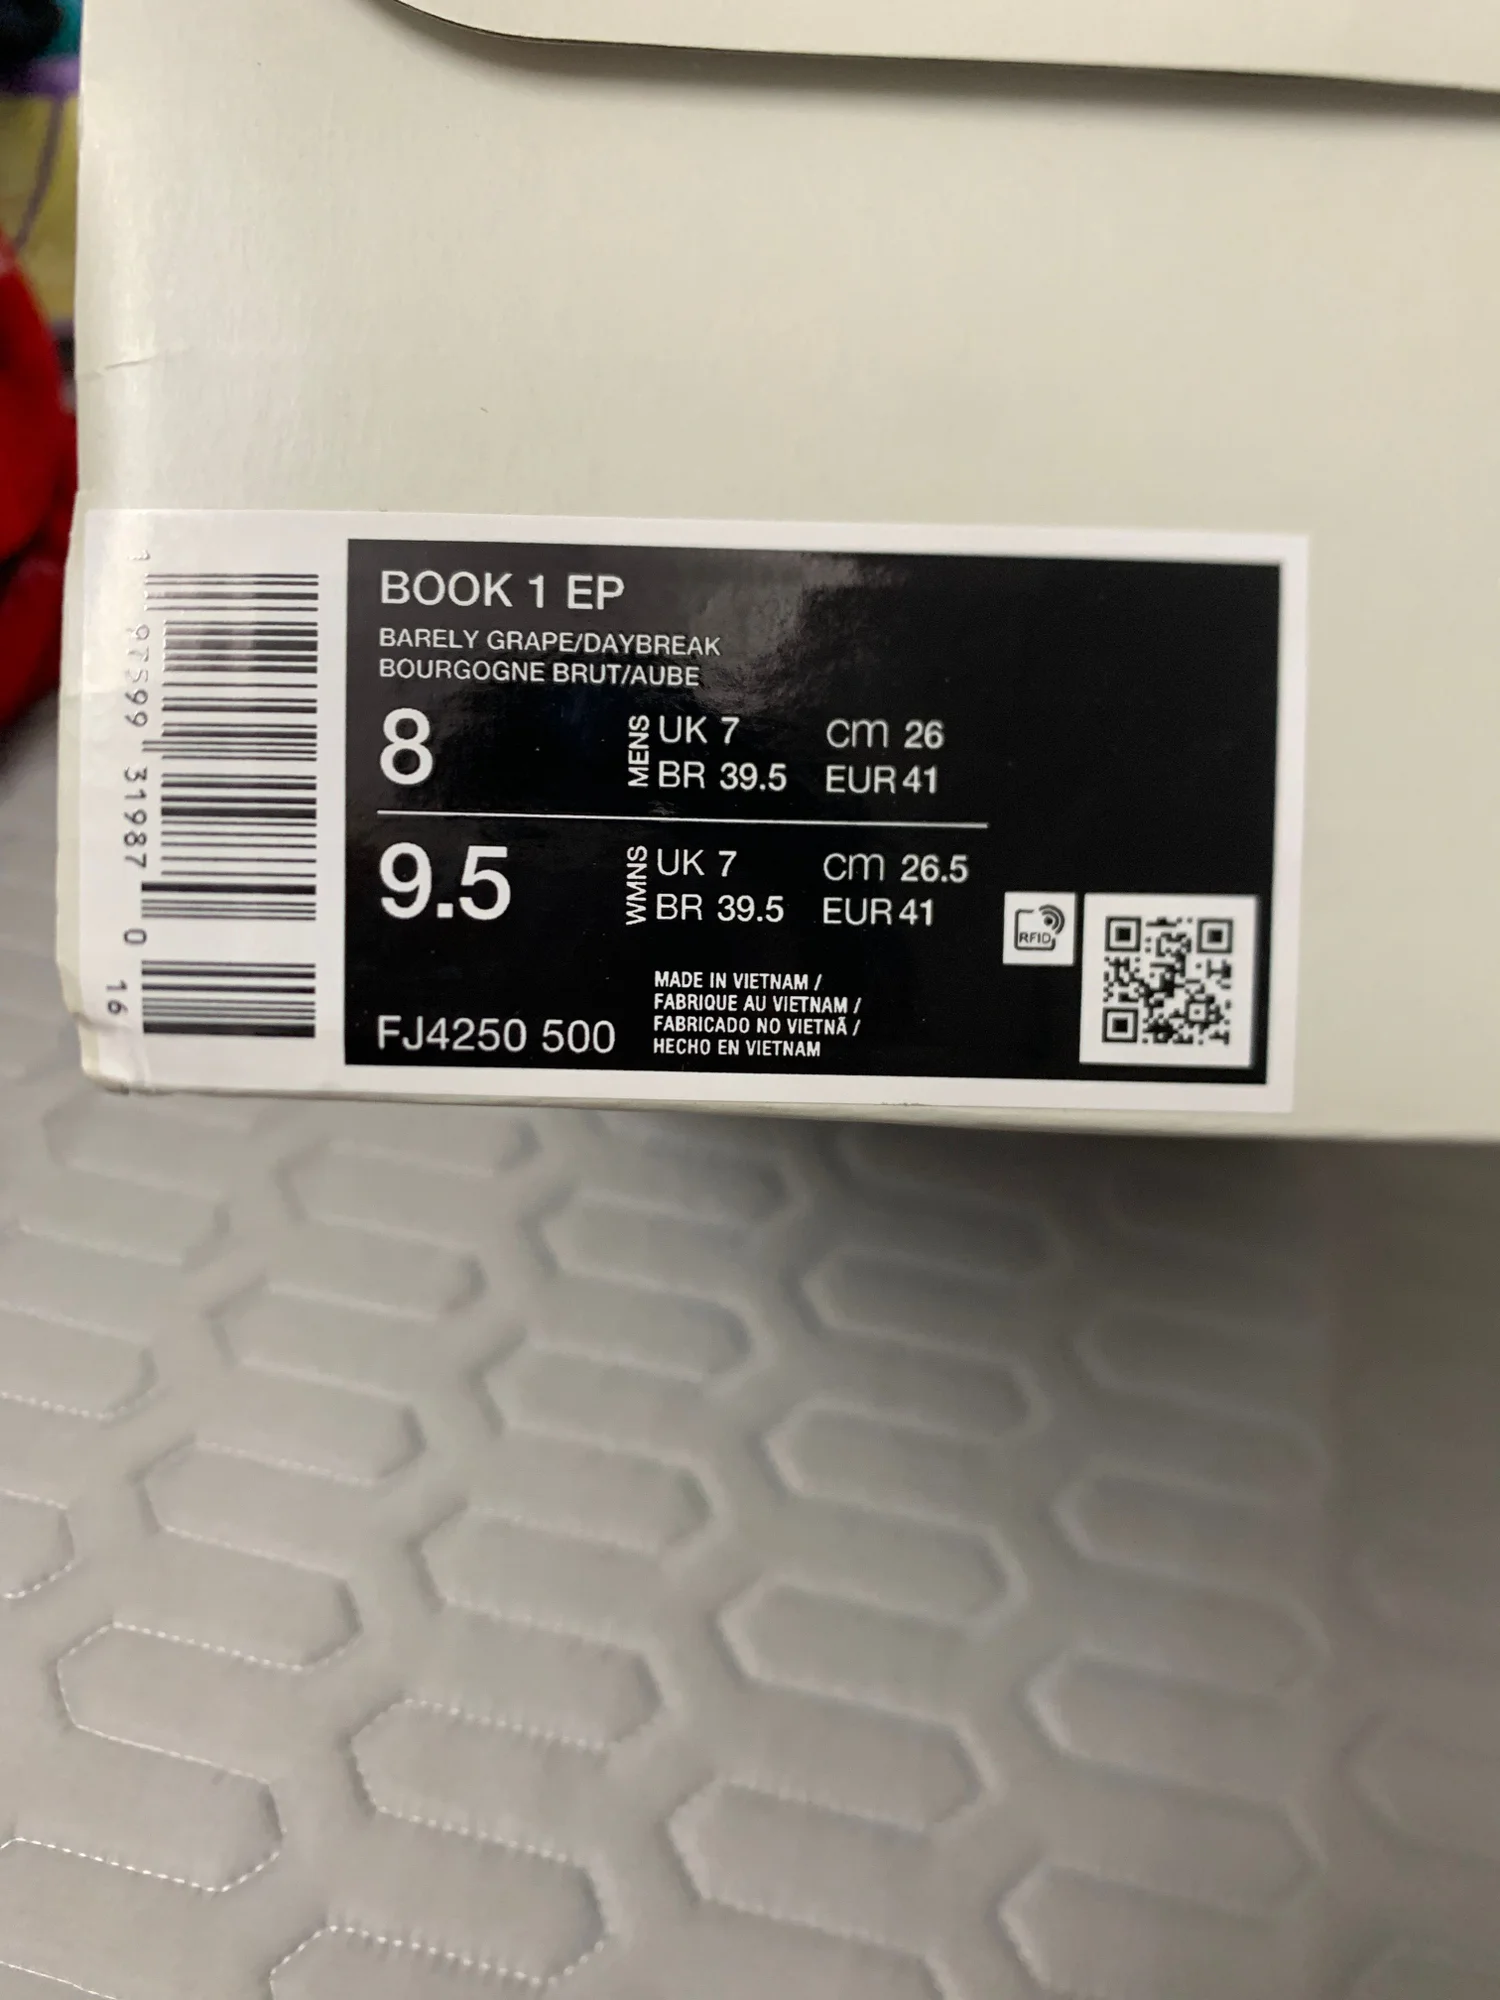 BOOK 1 EP
BARELY GRAPE/DAYBREAK
BOURGOGNE BRUT/AUBE
8 MENS UK 7 cm 26
BR 39.5 EUR 41
9.5 WMNS UK 7 cm 26.5
BR 39.5 EUR 41
FJ4250 500
MADE IN VIETNAM /
FABRIQUE AU VIETNAM /
FABRICADO NO VIETNÃ /
HECHO EN VIETNAM
RFID
1 97599 31987 0 16